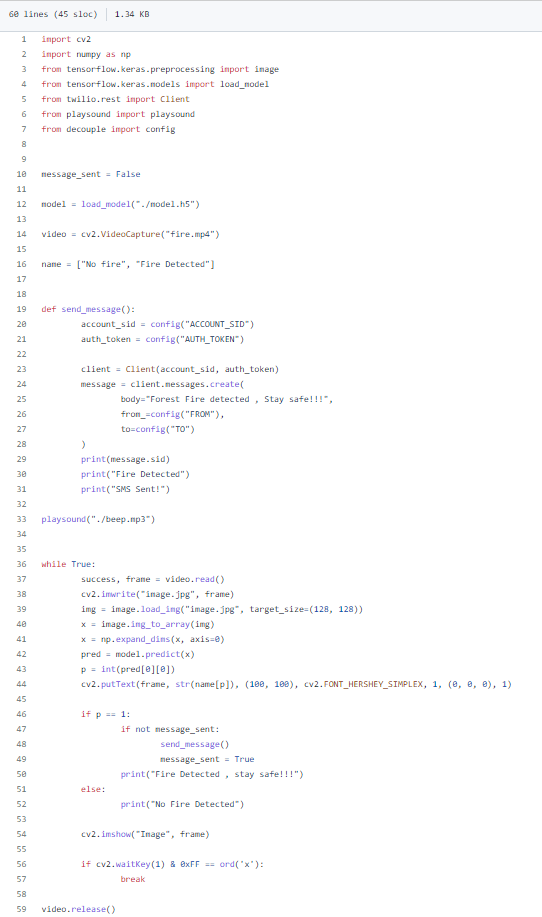 60 lines (45 sloc) 1.34 KB
1 import cv2
2 import numpy as np
3 from tensorflow.keras.preprocessing import image
4 from tensorflow.keras.models import load_model
5 from twilio.rest import Client
6 from playsound import playsound
7 from decouple import config
8
9
10 message_sent = False
11
12 model = load_model("./model.h5")
13
14 video = cv2.VideoCapture("fire.mp4")
15
16 name = ["No fire", "Fire Detected"]
17
18
19 def send_message():
20         account_sid = config("ACCOUNT_SID")
21         auth_token = config("AUTH_TOKEN")
22
23         client = Client(account_sid, auth_token)
24         message = client.messages.create(
25                 body="Forest Fire detected , Stay safe!!!",
26                 from_=config("FROM"),
27                 to=config("TO")
28         )
29         print(message.sid)
30         print("Fire Detected")
31         print("SMS Sent!")
32
33 playsound("./beep.mp3")
34
35
36 while True:
37         success, frame = video.read()
38         cv2.imwrite("image.jpg", frame)
39         img = image.load_img("image.jpg", target_size=(128, 128))
40         x = image.img_to_array(img)
41         x = np.expand_dims(x, axis=0)
42         pred = model.predict(x)
43         p = int(pred[0][0])
44         cv2.putText(frame, str(name[p]), (100, 100), cv2.FONT_HERSHEY_SIMPLEX, 1, (0, 0, 0), 1)
45
46         if p == 1:
47                 if not message_sent:
48                         send_message()
49                         message_sent = True
50                 print("Fire Detected , stay safe!!!")
51         else:
52                 print("No Fire Detected")
53
54         cv2.imshow("Image", frame)
55
56         if cv2.waitKey(1) & 0xFF == ord('x'):
57                 break
58
59 video.release()